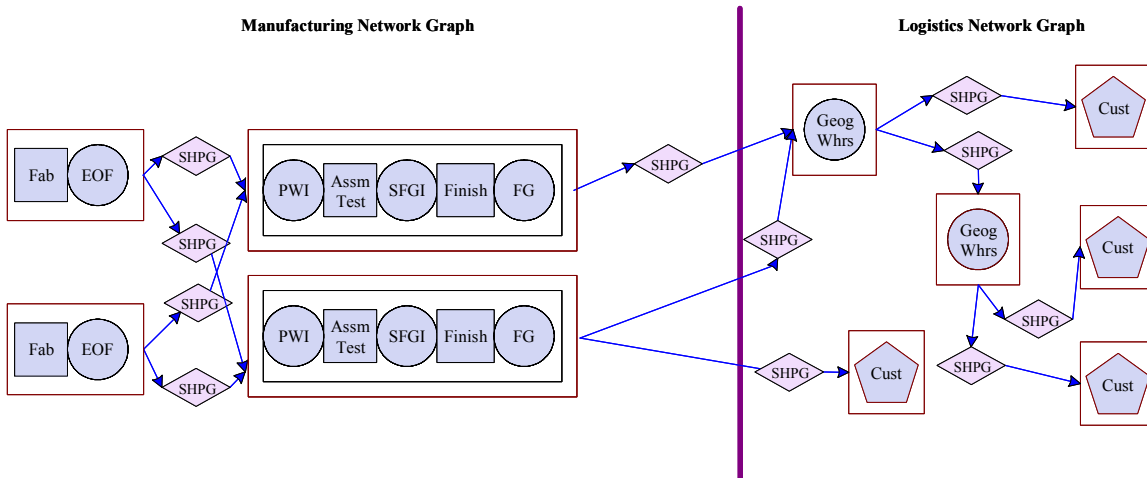 Manufacturing Network Graph
Logistics Network Graph
Fab
EOF
SHPG
SHPG
PWI
Assm
Test
SFGI
Finish
FG
SHPG
Fab
EOF
SHPG
SHPG
PWI
Assm
Test
SFGI
Finish
FG
SHPG
SHPG
Cust
Geog
Whrs
SHPG
Cust
SHPG
Geog
Whrs
SHPG
Cust
SHPG
Cust